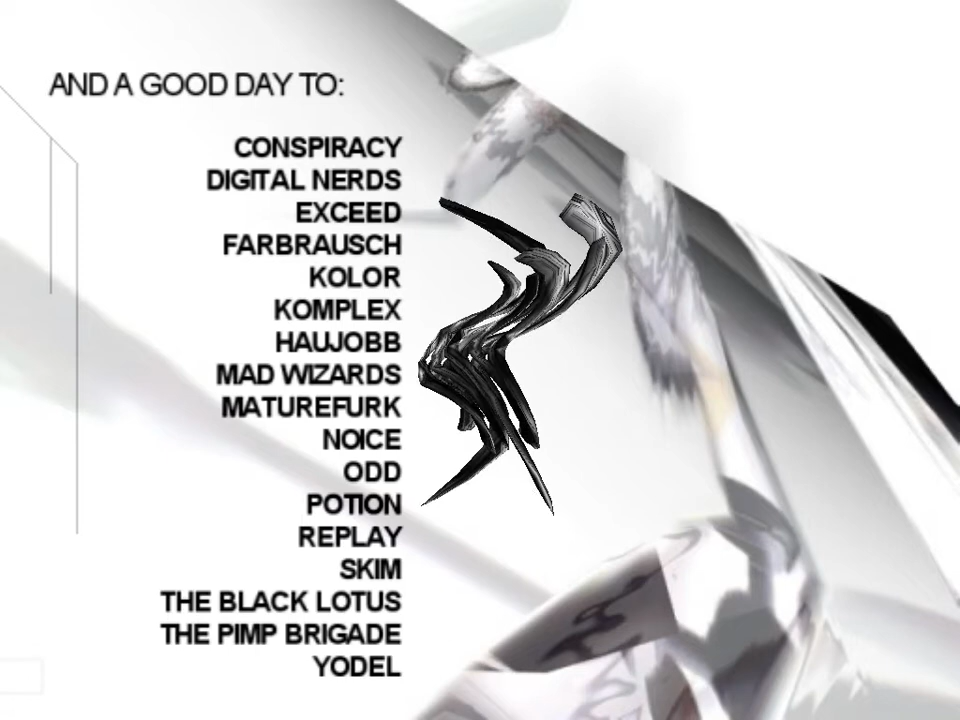 AND A GOOD DAY TO:
CONSPIRACY
DIGITAL NERDS
EXCEED
FARBRAUSCH
KOLOR
KOMPLEX
HAUJOBB
MAD WIZARDS
MATUREFURK
NOICE
ODD
POTION
REPLAY
SKIM
THE BLACK LOTUS
THE PIMP BRIGADE
YODEL